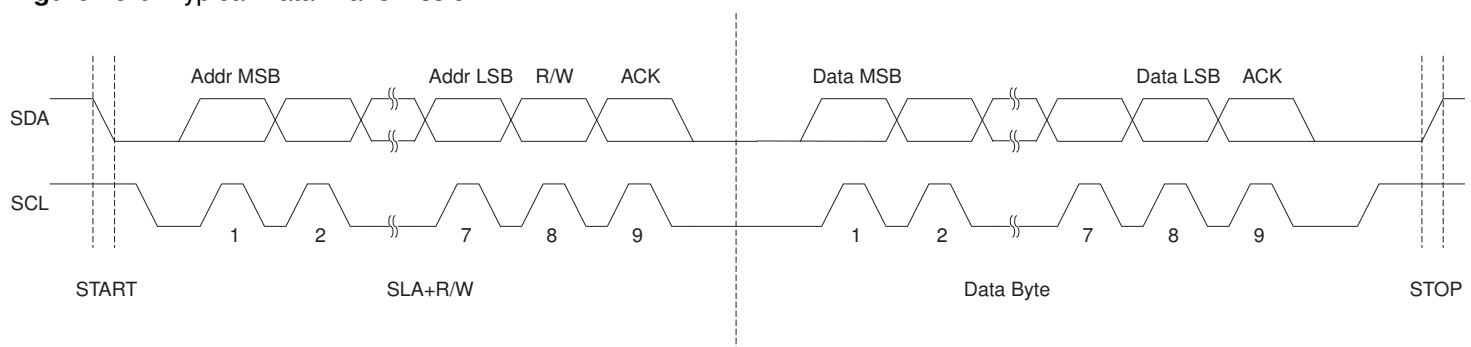 Addr MSB Addr LSB R/W ACK Data MSB Data LSB ACK
SDA
SCL
1 2 7 8 9 1 2 7 8 9
START SLA+R/W Data Byte STOP